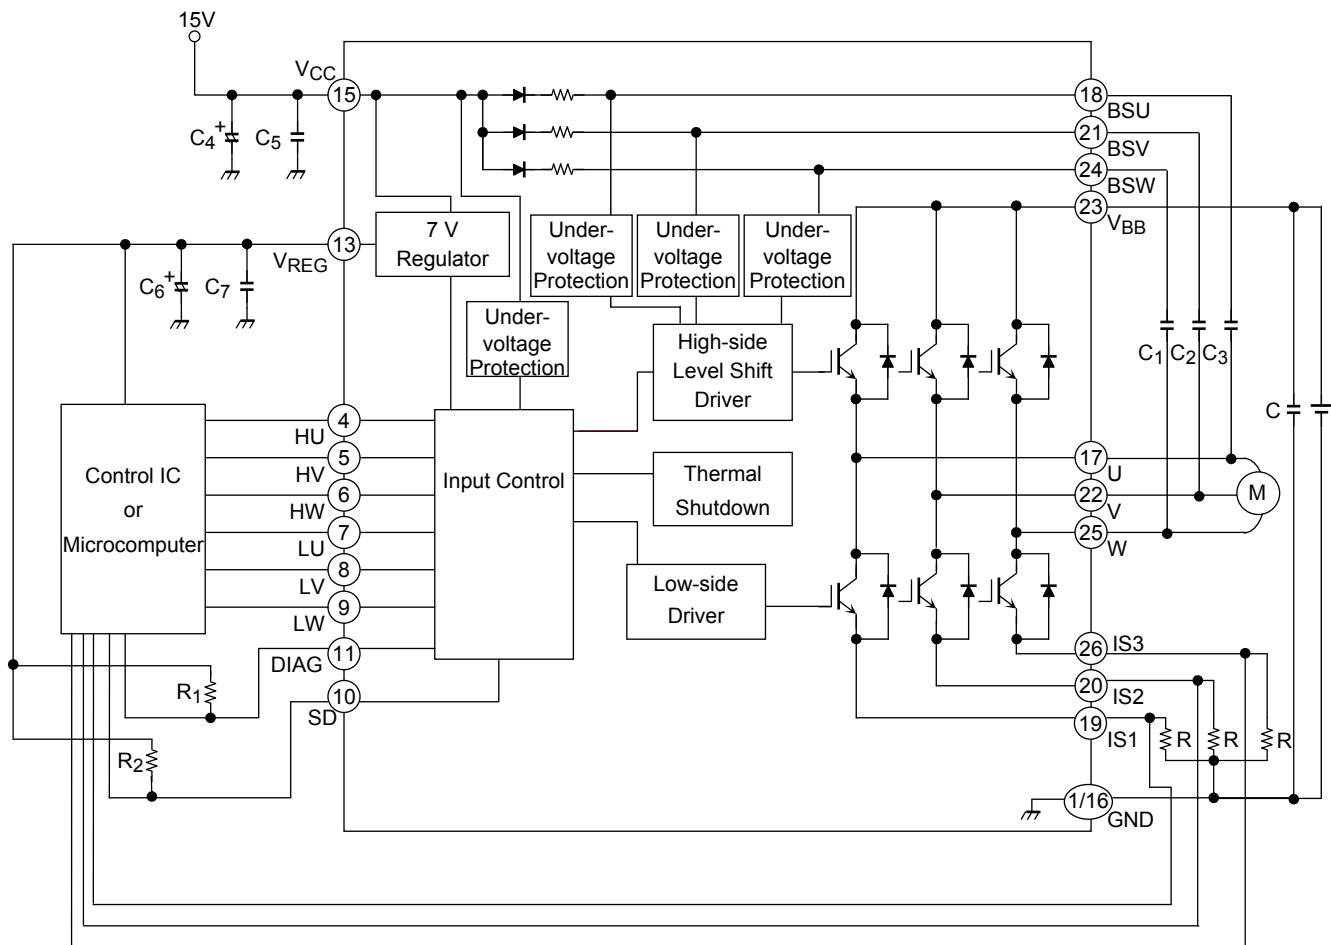 15V
VCC
15
18
BSU
C4
+
C5
21
BSV
24
BSW
23
VBB
7 V
Regulator
13
VREG
Under-
voltage
Protection
Under-
voltage
Protection
Under-
voltage
Protection
C6
+
C7
Under-
voltage
Protection
High-side
Level Shift
Driver
C1
C2
C3
C
Control IC
or
Microcomputer
4
HU
5
HV
6
HW
7
LU
8
LV
9
LW
11
DIAG
10
SD
Input Control
Thermal
Shutdown
Low-side
Driver
17
U
22
V
25
W
M
26
IS3
20
IS2
19
IS1
R1
R2
R
R
R
1/16
GND